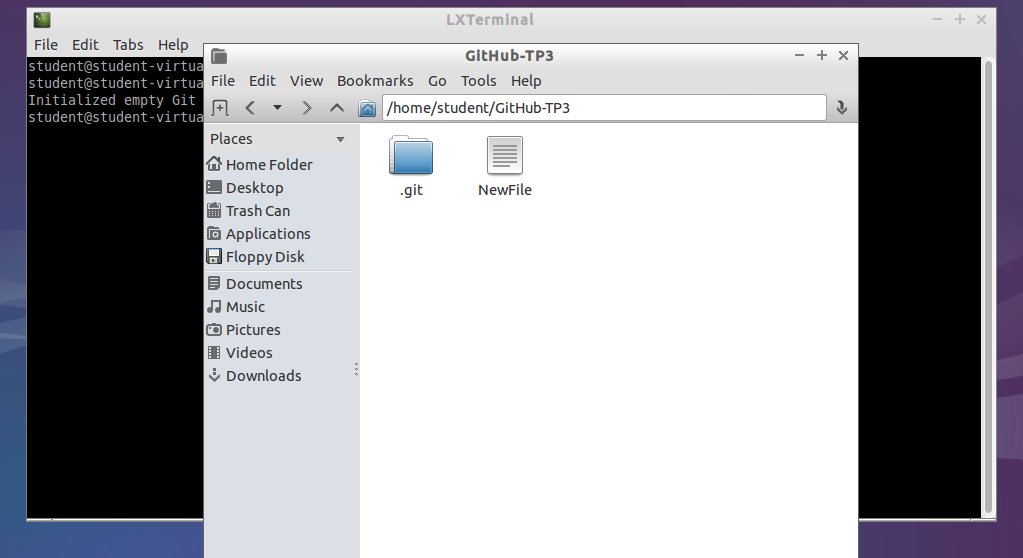 LXTerminal
File Edit Tabs Help
student@student-virtua
student@student-virtua
Initialized empty Git
student@student-virtua
GitHub-TP3
File Edit View Bookmarks Go Tools Help
/home/student/GitHub-TP3
Places
Home Folder
Desktop
Trash Can
Applications
Floppy Disk
Documents
Music
Pictures
Videos
Downloads
.git
NewFile